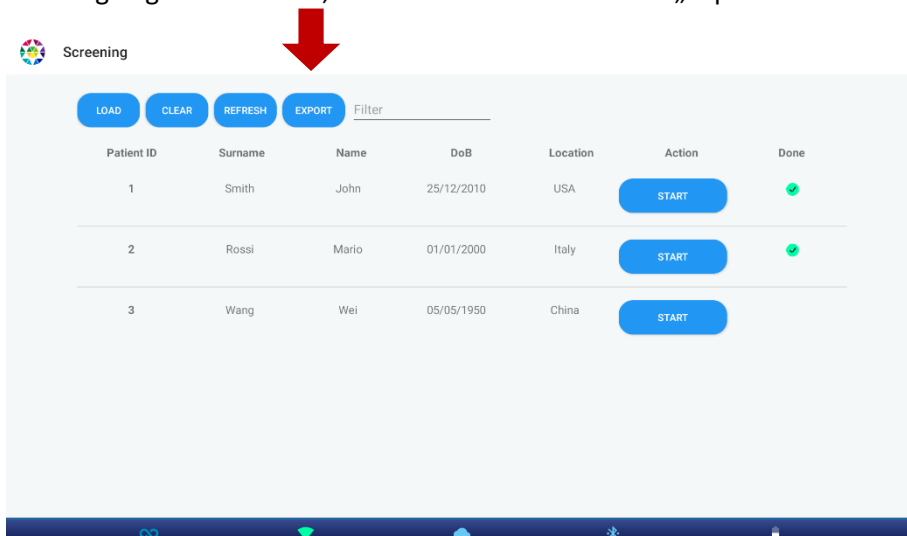 Screening
LOAD CLEAR REFRESH EXPORT Filter
Patient ID Surname Name DoB Location Action Done
1 Smith John 25/12/2010 USA START
2 Rossi Mario 01/01/2000 Italy START
3 Wang Wei 05/05/1950 China START